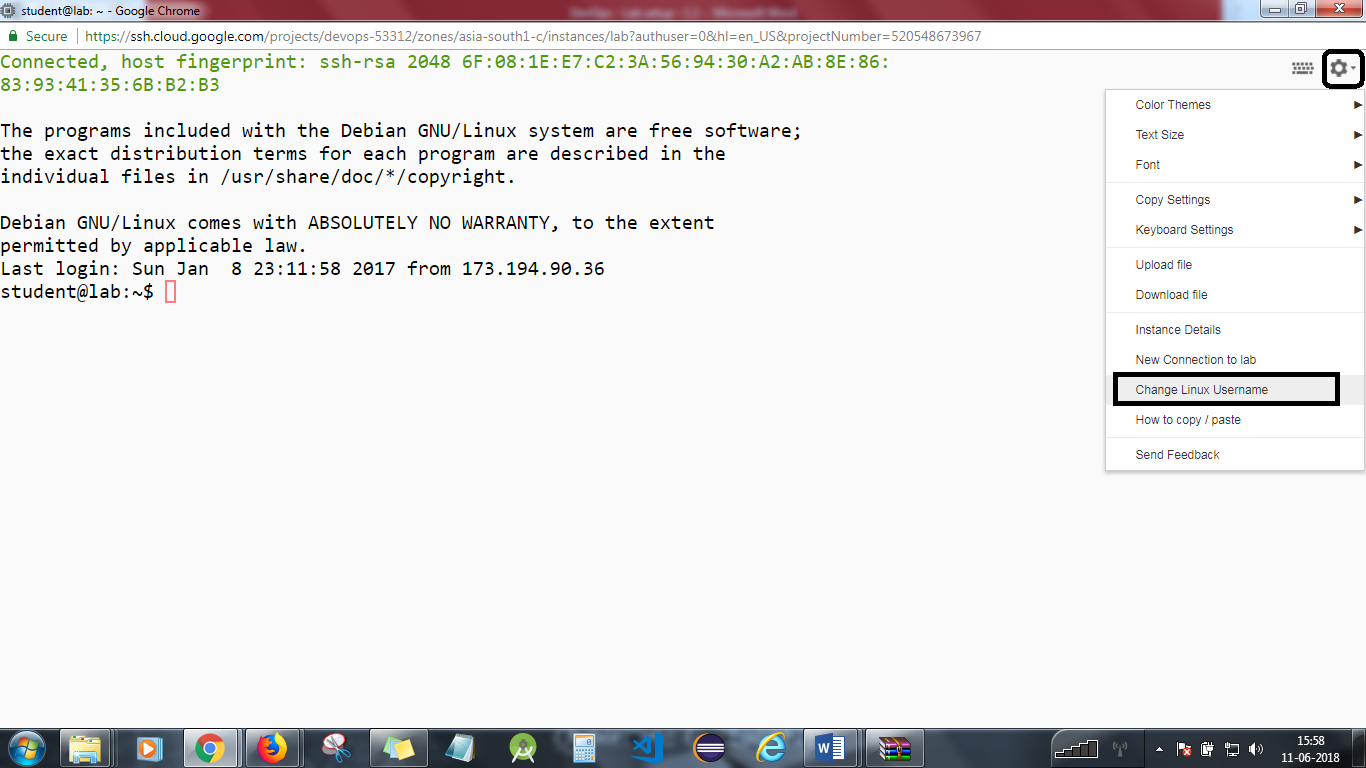 student@lab: ~ - Google Chrome
Secure
https://ssh.cloud.google.com/projects/devops-53312/zones/asia-south1-c/instances/lab?authuser=0&hl=en_US&projectNumber=520548673967
Connected, host fingerprint: ssh-rsa 2048 6F:08:1E:E7:C2:3A:56:94:30:A2:AB:8E:86:
83:93:41:35:6B:B2:B3
The programs included with the Debian GNU/Linux system are free software;
the exact distribution terms for each program are described in the
individual files in /usr/share/doc/*/copyright.
Debian GNU/Linux comes with ABSOLUTELY NO WARRANTY, to the extent
permitted by applicable law.
Last login: Sun Jan  8 23:11:58 2017 from 173.194.90.36
student@lab:~$
Color Themes
Text Size
Font
Copy Settings
Keyboard Settings
Upload file
Download file
Instance Details
New Connection to lab
Change Linux Username
How to copy / paste
Send Feedback
15:58
11-06-2018